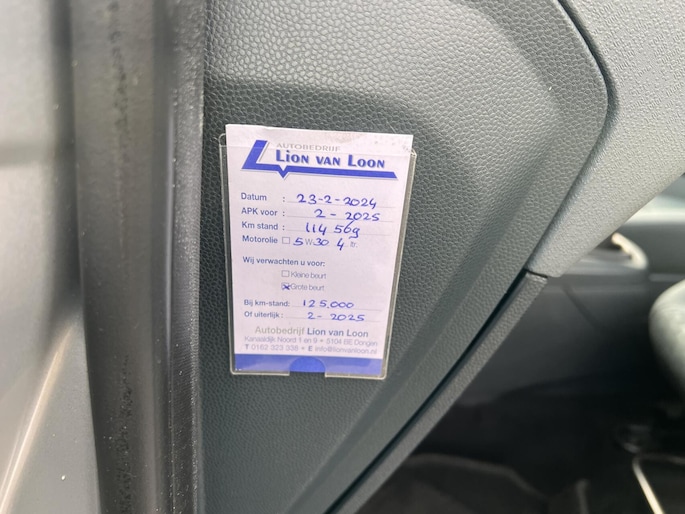 AUTOBEDRIJF
LION VAN LOON
Datum : 23-2-2024
APK voor : 2 - 2025
Km stand : 114 569
Motorolie 5 W 30 4 ltr.
Wij verwachten u voor:
Kleine beurt
Grote beurt
Bij km-stand: 125.000
Of uiterlijk : 2 - 2025
Autobedrijf Lion van Loon
Kanaaldijk Noord 1 en 9 • 5104 BE Dongen
T 0162 323 338 • E info@lionvanloon.nl